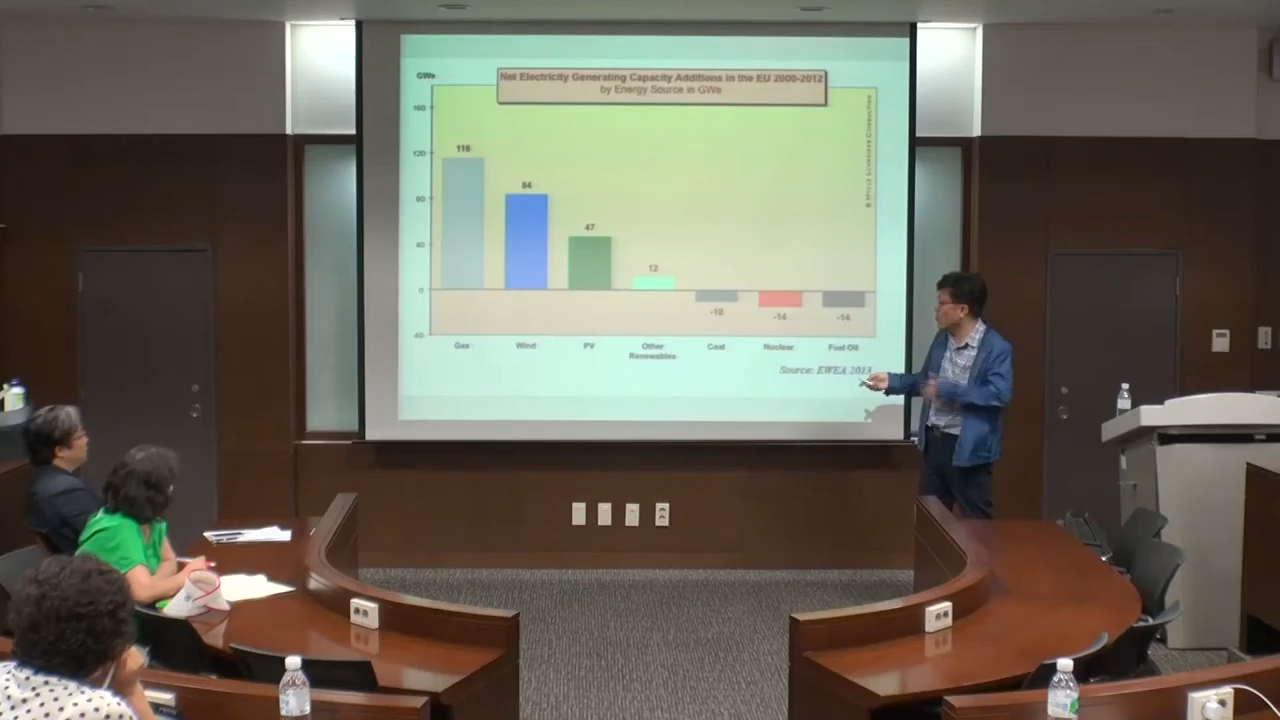 GWe
Net Electricity Generating Capacity Additions in the EU 2000-2012
by Energy Source in GWe
160
120
80
40
0
-40
116
84
47
12
-10
-14
-14
Gas
Wind
PV
Other
Renewables
Coal
Nuclear
Fuel Oil
Source: EWEA 2013